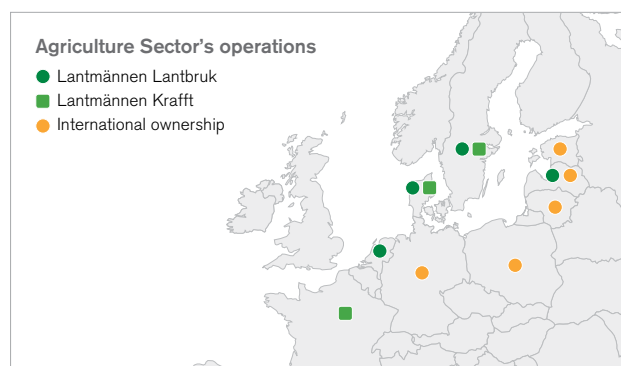 Agriculture Sector's operations
Lantmännen Lantbruk
Lantmännen Krafft
International ownership